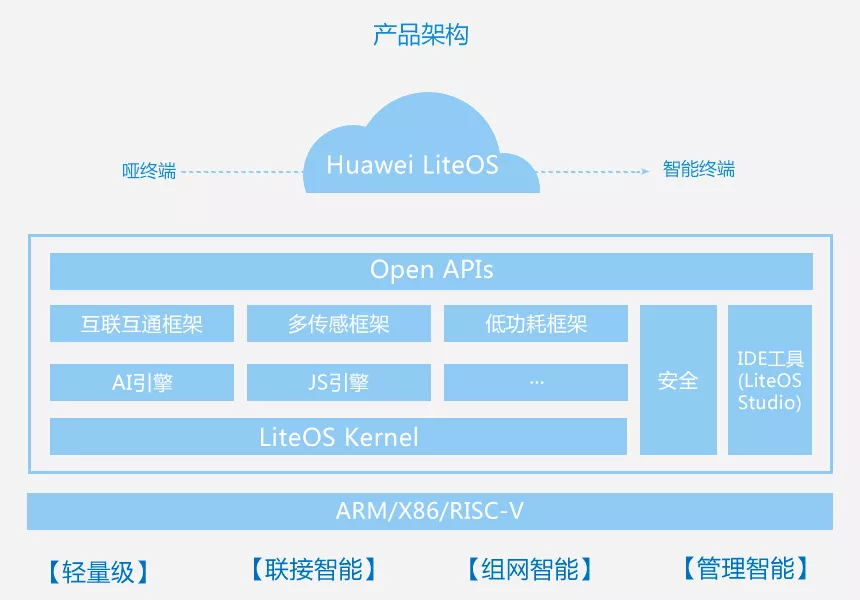 产品架构
Huawei LiteOS
哑终端
智能终端
Open APIs
互联互通框架
多传感框架
低功耗框架
AI引擎
JS引擎
...
LiteOS Kernel
安全
IDE工具
(LiteOS
Studio)
ARM/X86/RISC-V
【轻量级】
【联接智能】
【组网智能】
【管理智能】